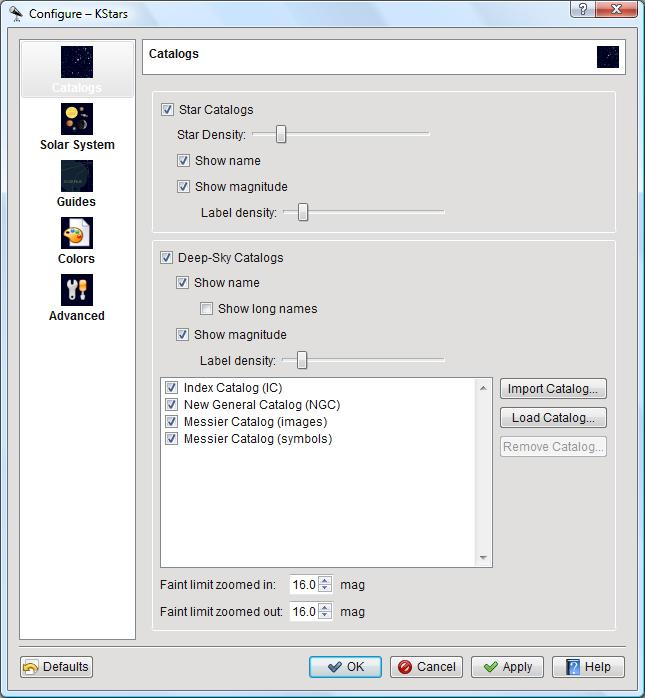 Configure – KStars
Catalogs
Solar System
Guides
Colors
Advanced
Catalogs
Star Catalogs
Star Density:
Show name
Show magnitude
Label density:
Deep-Sky Catalogs
Show name
Show long names
Show magnitude
Label density:
Index Catalog (IC)
New General Catalog (NGC)
Messier Catalog (images)
Messier Catalog (symbols)
Import Catalog...
Load Catalog...
Remove Catalog...
Faint limit zoomed in: 16.0 mag
Faint limit zoomed out: 16.0 mag
Defaults OK Cancel Apply Help